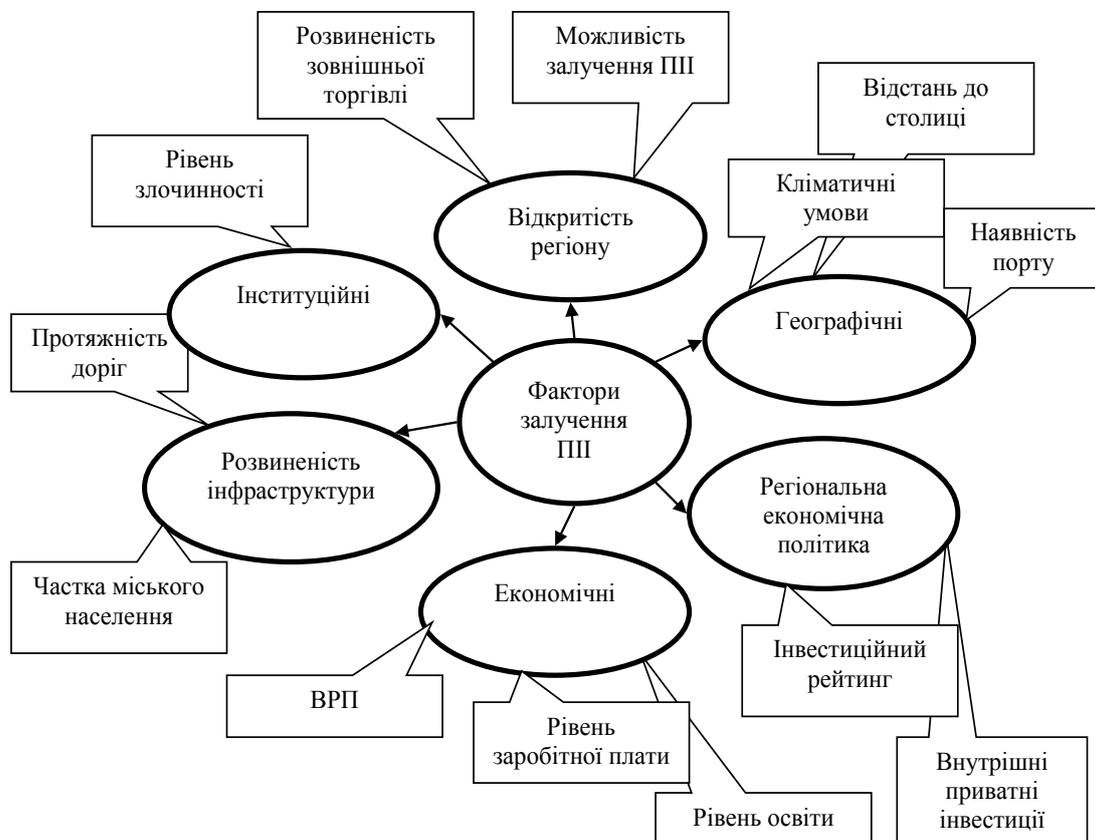 Розвиненість
зовнішньої
торгівлі
Можливість
залучення ПІІ
Відстань до
столиці
Рівень
злочинності
Кліматичні
умови
Відкритість
регіону
Наявність
порту
Інституційні
Географічні
Протяжність
доріг
Фактори
залучення
ПІІ
Розвиненість
інфраструктури
Регіональна
економічна
політика
Частка міського
населення
Економічні
Інвестиційний
рейтинг
ВРП
Рівень
заробітної плати
Внутрішні
приватні
інвестиції
Рівень освіти